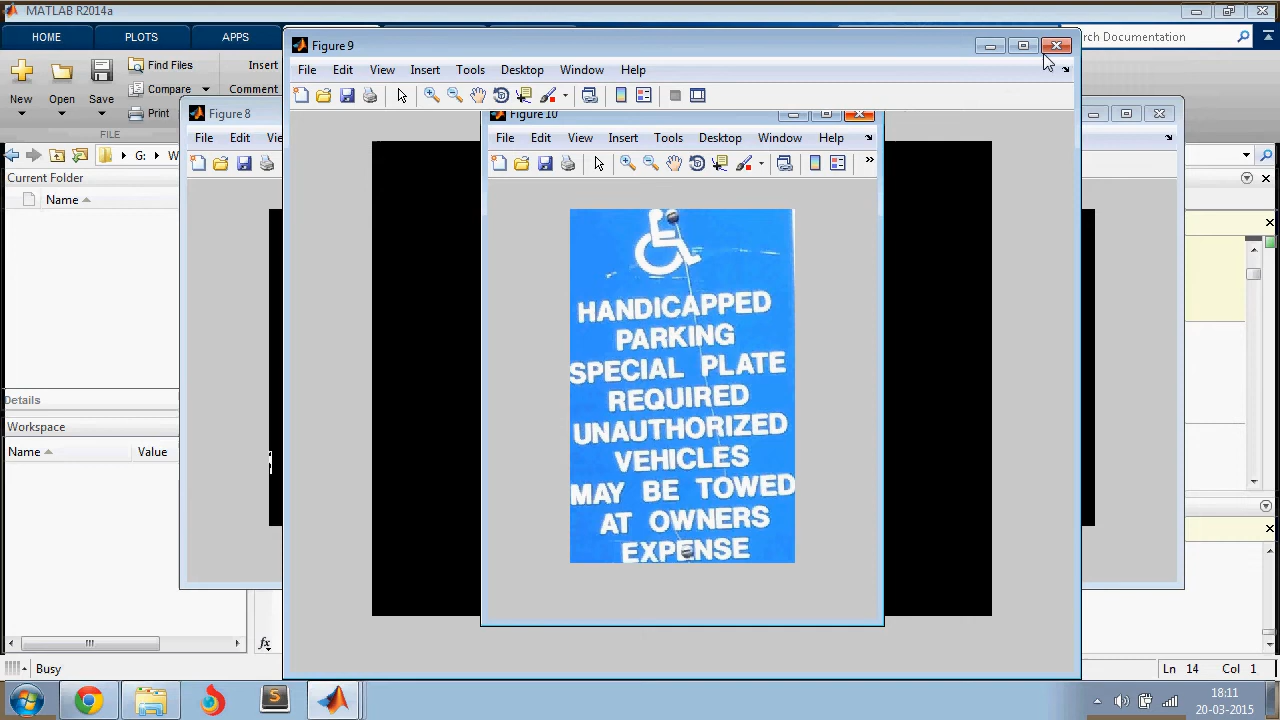 MATLAB R2014a
HOME PLOTS APPS
Search Documentation
Figure 9
File Edit View Insert Tools Desktop Window Help
New Open Save
Find Files
Compare
Print
Insert
Comment
FILE
Figure 8
File Edit
G:
Current Folder
Name
Details
Workspace
Name Value
Figure 10
File Edit View Insert Tools Desktop Window Help
HANDICAPPED
PARKING
SPECIAL PLATE
REQUIRED
UNAUTHORIZED
VEHICLES
MAY BE TOWED
AT OWNERS
EXPENSE
fx
Busy
Ln 14 Col 1
18:11
20-03-2015